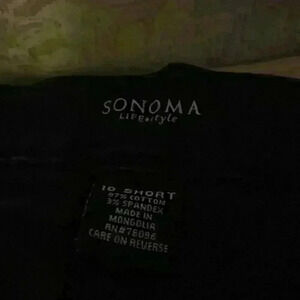 SONOMA
LIFE+style
10 SHORT
97% COTTON
3% SPANDEX
MADE IN
MONGOLIA
RN#78096
CARE ON REVERSE